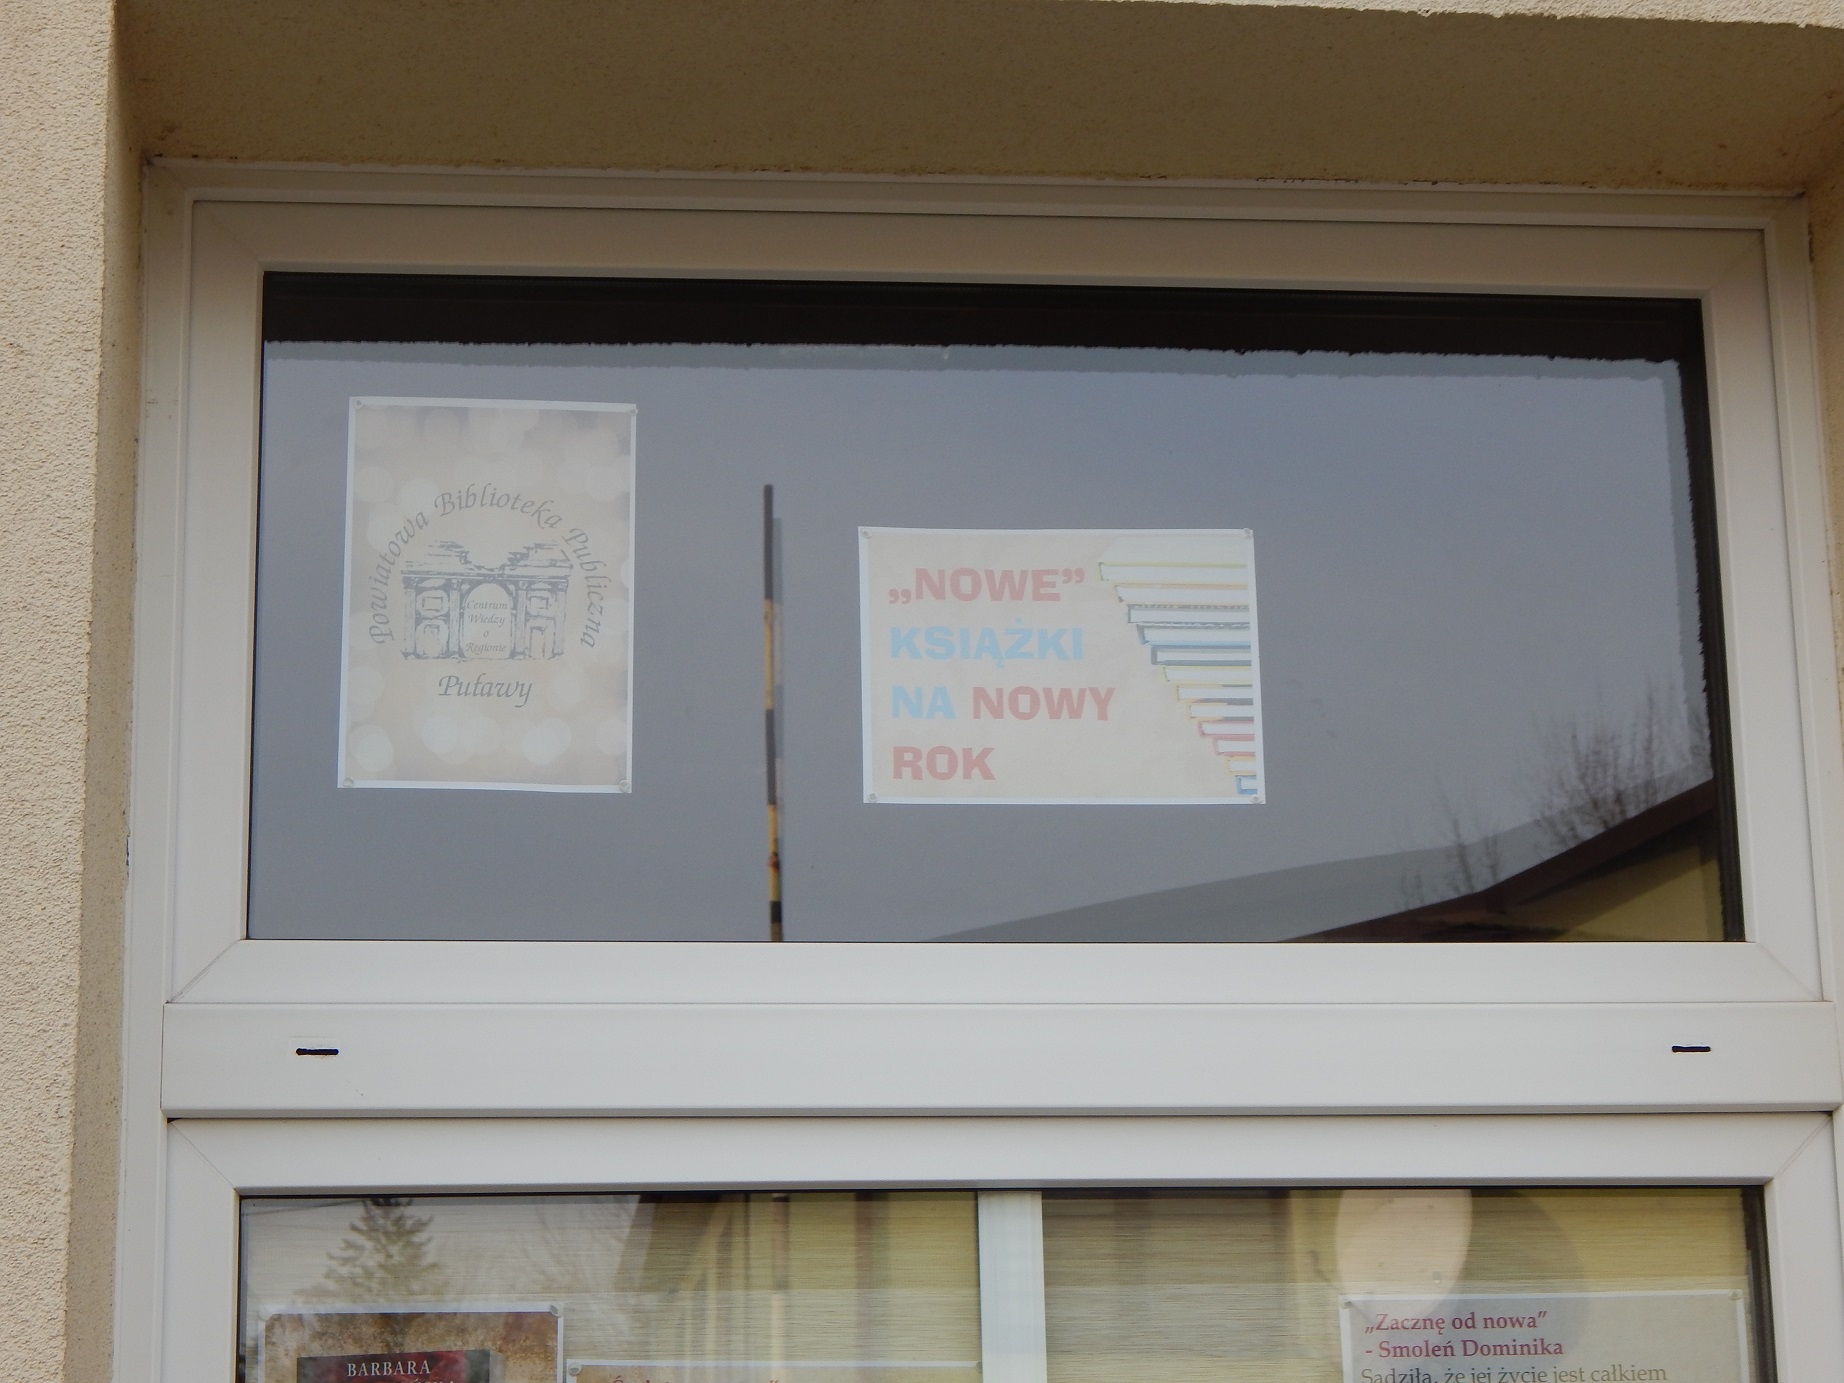 Powiatowa Biblioteka Publiczna
Centrum
Wiedzy
o
Regionie
Puławy
„NOWE”
KSIĄŻKI
NA NOWY
ROK
BARBARA
„Zacznę od nowa”
- Smoleń Dominika
Sądziła, że jej życie jest całkiem